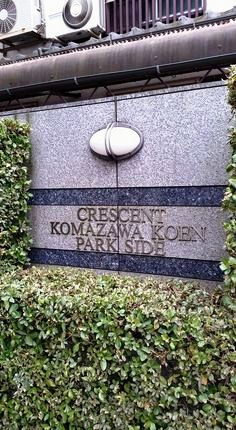 CRESCENT
KOMAZAWA KOEN
PARK SIDE